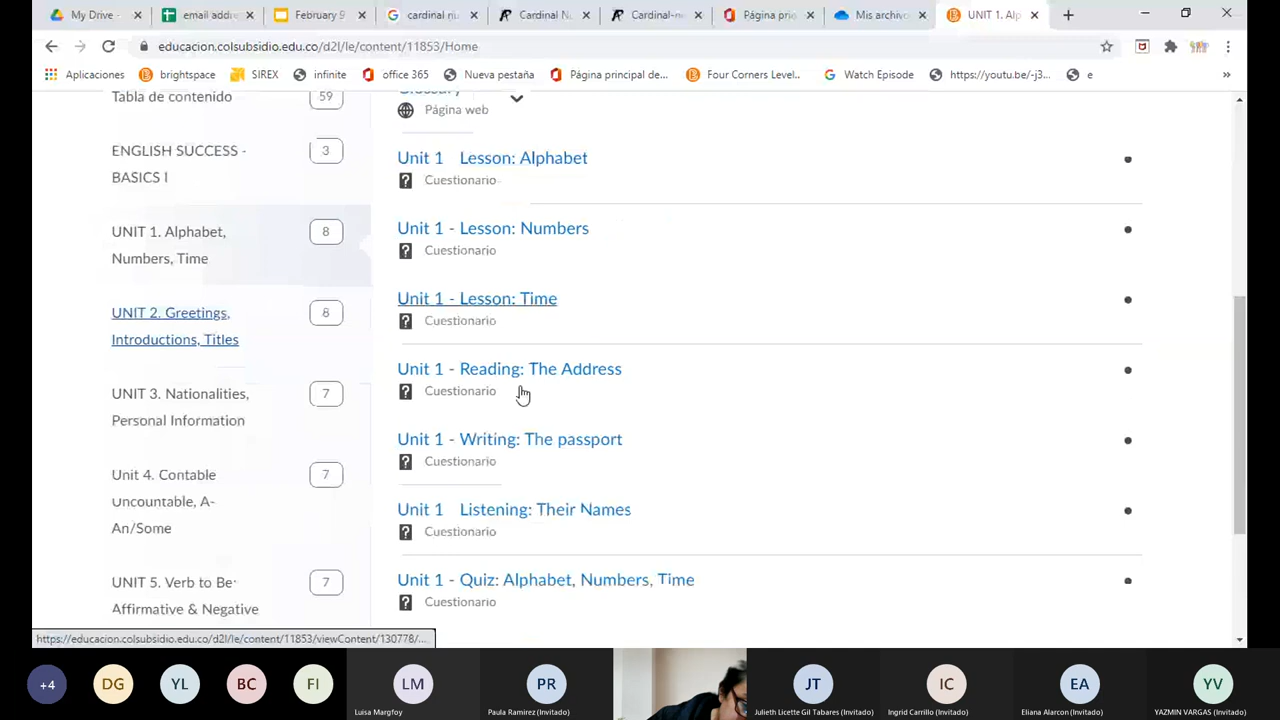 My Drive
email addre
February 9
cardinal nu
Cardinal Nu
Cardinal-ne
Página prio
Mis archivo
UNIT 1. Alp
educacion.colsubsidio.edu.co/d2l/le/content/11853/Home
Aplicaciones
brightspace
SIREX
infinite
office 365
Nueva pestaña
Página principal de...
Four Corners Level..
Watch Episode
https://youtu.be/-j3...
e
»
Tabla de contenido
59
ENGLISH SUCCESS -
BASICS I
3
UNIT 1. Alphabet,
Numbers, Time
8
UNIT 2. Greetings,
Introductions, Titles
8
UNIT 3. Nationalities,
Personal Information
7
Unit 4. Contable
Uncountable, A-
An/Some
7
UNIT 5. Verb to Be·
Affirmative & Negative
7
Glossary
Página web
Unit 1 Lesson: Alphabet
Cuestionario
Unit 1 - Lesson: Numbers
Cuestionario
Unit 1 - Lesson: Time
Cuestionario
Unit 1 - Reading: The Address
Cuestionario
Unit 1 - Writing: The passport
Cuestionario
Unit 1 Listening: Their Names
Cuestionario
Unit 1 - Quiz: Alphabet, Numbers, Time
Cuestionario
https://educacion.colsubsidio.edu.co/d2l/le/content/11853/viewContent/130778/...
+4
DG
YL
BC
FI
LM
Luisa Margfoy
PR
Paula Ramirez (Invitado)
JT
Julieth Licette Gil Tabares (Invitado)
IC
Ingrid Carrillo (Invitado)
EA
Eliana Alarcon (Invitado)
YV
YAZMIN VARGAS (Invitado)